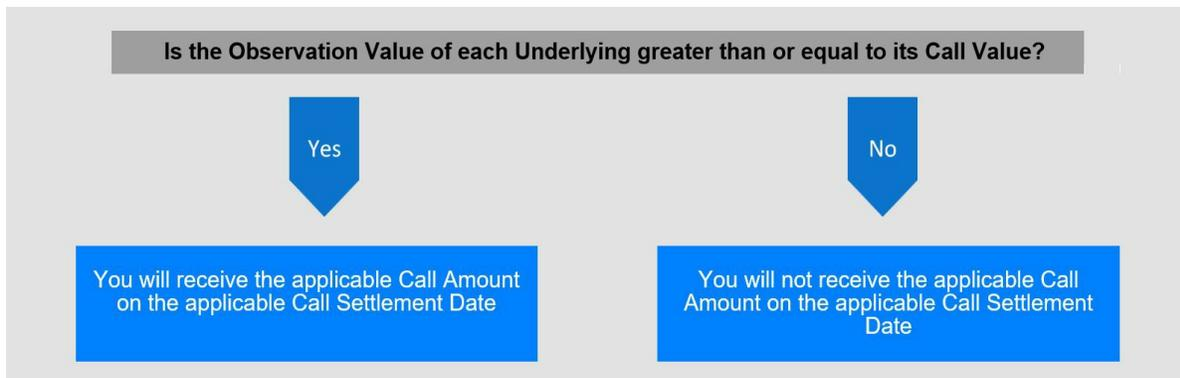 Is the Observation Value of each Underlying greater than or equal to its Call Value?
Yes
No
You will receive the applicable Call Amount
on the applicable Call Settlement Date
You will not receive the applicable Call
Amount on the applicable Call Settlement
Date